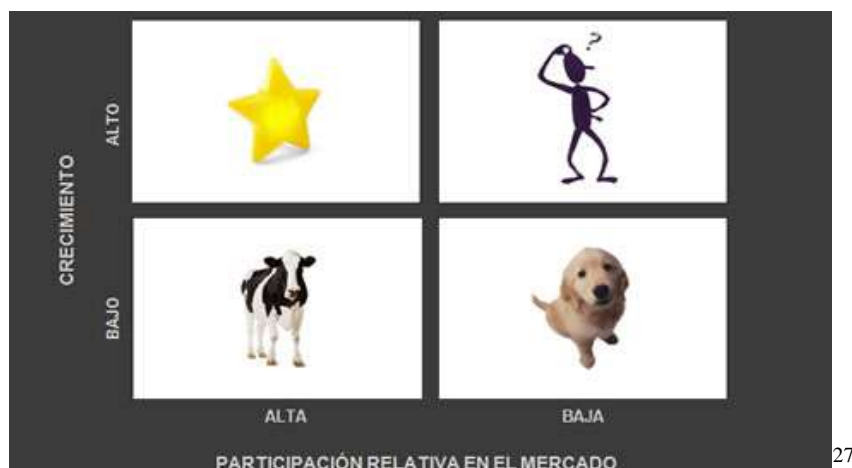 ?
ALTO
CRECIMIENTO
BAJO
ALTA
BAJA
PARTICIPACIÓN RELATIVA EN EL MERCADO
27